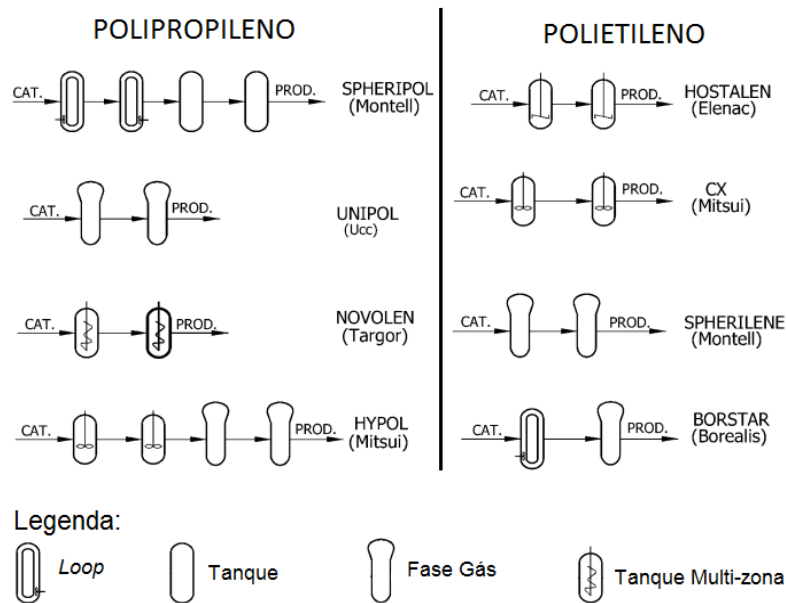 POLIPROPILENO
CAT.
PROD.
SPHERIPOL
(Montell)
CAT.
PROD.
UNIPOL
(Ucc)
CAT.
PROD.
NOVOLEN
(Targor)
CAT.
PROD.
HYPOL
(Mitsui)
POLIETILENO
CAT.
PROD.
HOSTALEN
(Elenac)
CAT.
PROD.
CX
(Mitsui)
CAT.
PROD.
SPHERILENE
(Montell)
CAT.
PROD.
BORSTAR
(Borealis)
Legenda:
Loop
Tanque
Fase Gás
Tanque Multi-zona